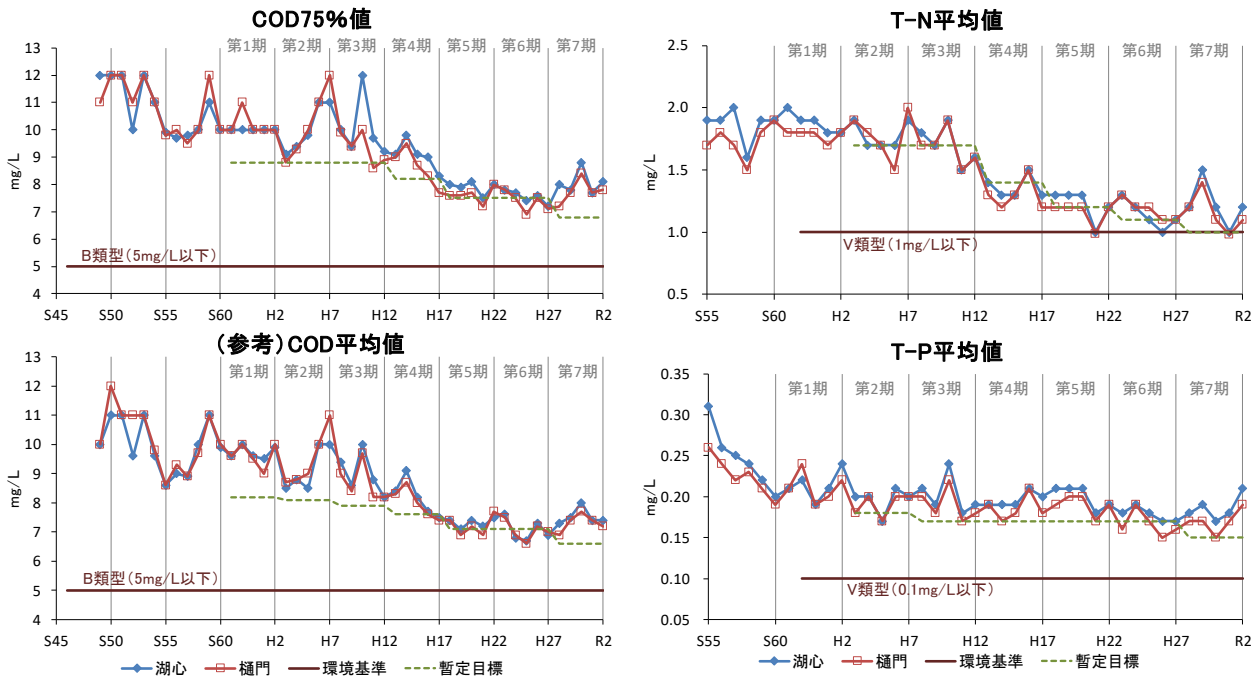 COD75%値
第1期 第2期 第3期 第4期 第5期 第6期 第7期
13
12
11
10
9
8
7
6
5
4
mg/L
B類型(5mg/L以下)
S45 S50 S55 S60 H2 H7 H12 H17 H22 H27 R2
T-N平均値
第1期 第2期 第3期 第4期 第5期 第6期 第7期
2.5
2.0
1.5
1.0
0.5
mg/L
V類型(1mg/L以下)
S55 S60 H2 H7 H12 H17 H22 H27 R2
(参考)COD平均値
第1期 第2期 第3期 第4期 第5期 第6期 第7期
13
12
11
10
9
8
7
6
5
4
mg/L
B類型(5mg/L以下)
S45 S50 S55 S60 H2 H7 H12 H17 H22 H27 R2
湖心 樋門 環境基準 暫定目標
T-P平均値
第1期 第2期 第3期 第4期 第5期 第6期 第7期
0.40
0.35
0.30
0.25
0.20
0.15
0.10
0.05
mg/L
V類型(0.1mg/L以下)
S55 S60 H2 H7 H12 H17 H22 H27 R2
湖心 樋門 環境基準 暫定目標